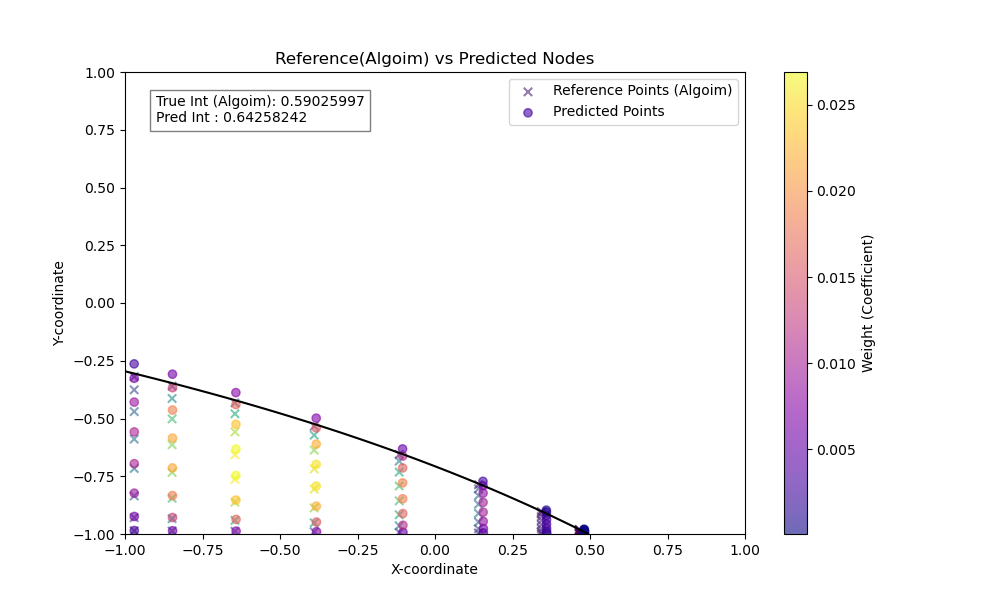 Reference(Algoim) vs Predicted Nodes
True Int (Algoim): 0.59025997
Pred Int : 0.64258242
Reference Points (Algoim)
Predicted Points
Y-coordinate
1.00
0.75
0.50
0.25
0.00
−0.25
−0.50
−0.75
−1.00
−1.00
−0.75
−0.50
−0.25
0.00
0.25
0.50
0.75
1.00
X-coordinate
0.025
0.020
0.015
0.010
0.005
Weight (Coefficient)